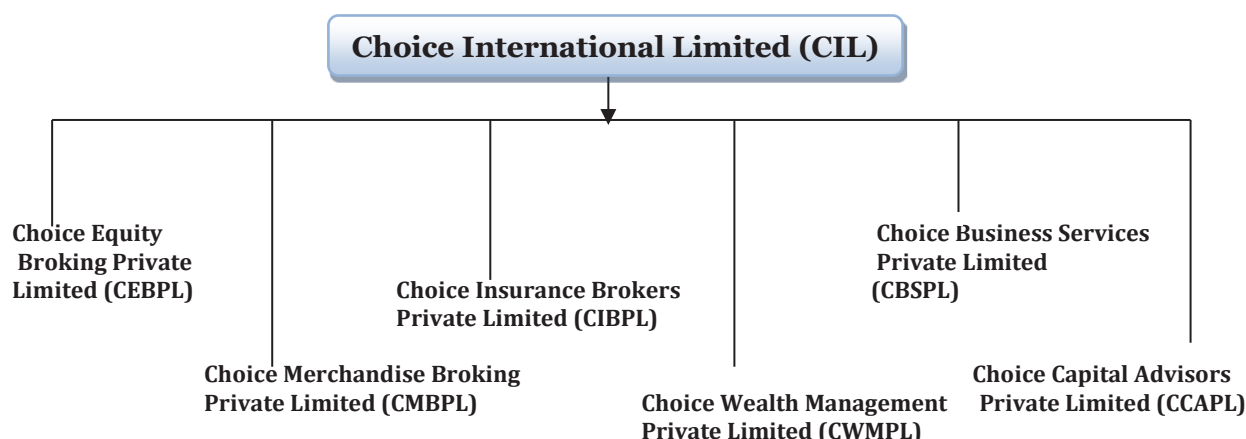 Choice International Limited (CIL)
Choice Equity
Broking Private
Limited (CEBPL)
Choice Merchandise Broking
Private Limited (CMBPL)
Choice Insurance Brokers
Private Limited (CIBPL)
Choice Wealth Management
Private Limited (CWMPL)
Choice Business Services
Private Limited
(CBSPL)
Choice Capital Advisors
Private Limited (CCAPL)